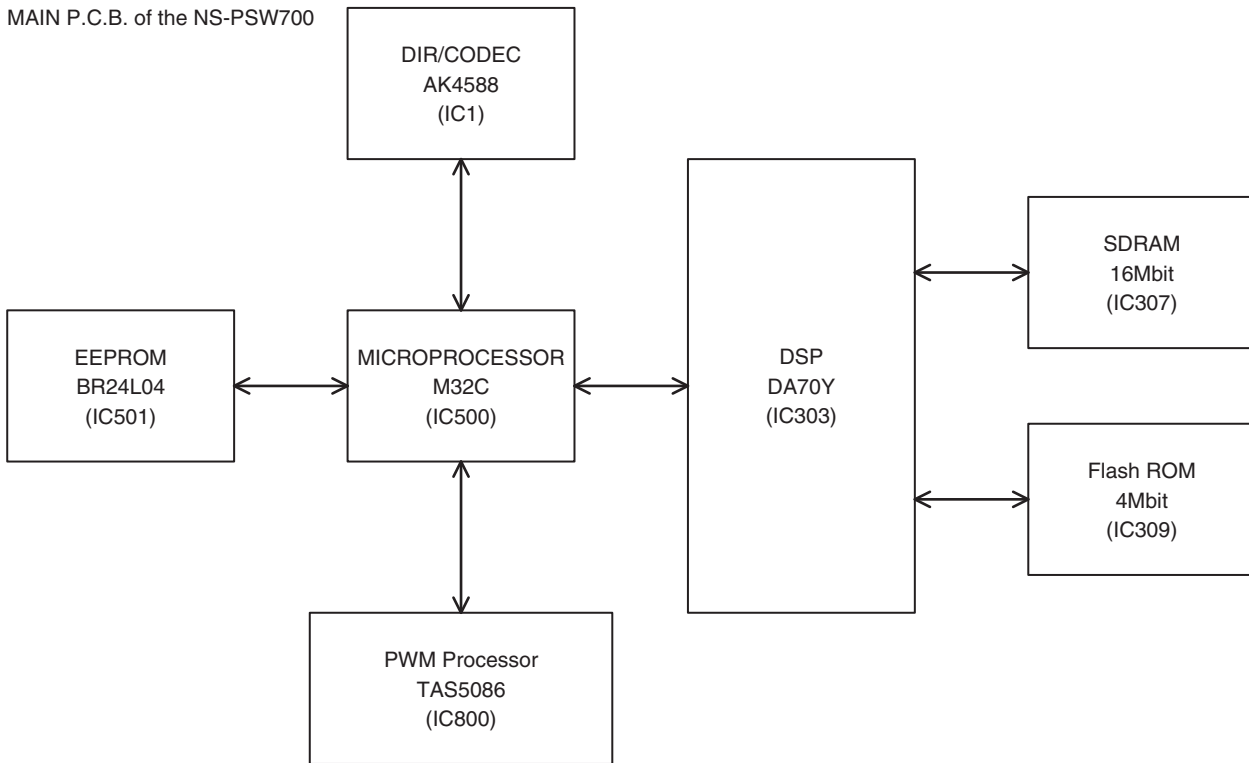 MAIN P.C.B. of the NS-PSW700
DIR/CODEC
AK4588
(IC1)
SDRAM
16Mbit
(IC307)
EEPROM
BR24L04
(IC501)
MICROPROCESSOR
M32C
(IC500)
DSP
DA70Y
(IC303)
Flash ROM
4Mbit
(IC309)
PWM Processor
TAS5086
(IC800)